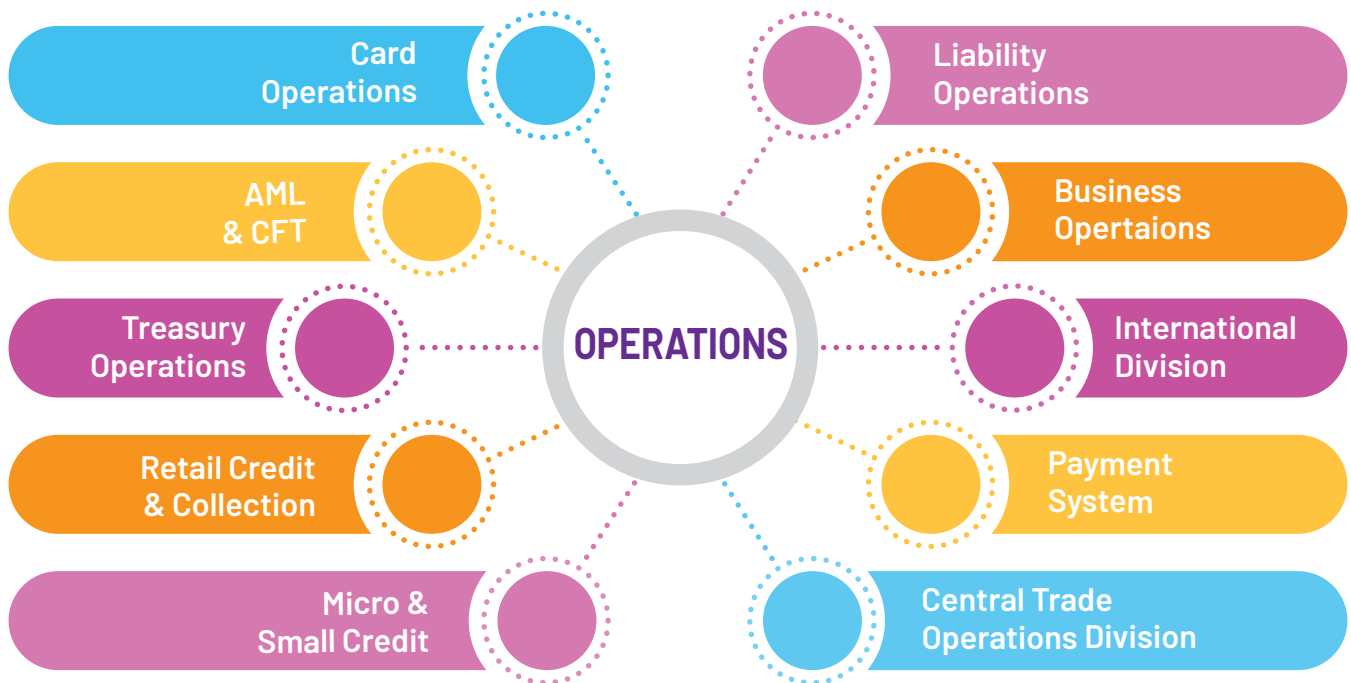 Card
Operations
AML
& CFT
Treasury
Operations
Retail Credit
& Collection
Micro &
Small Credit
OPERATIONS
Liability
Operations
Business
Opertaions
International
Division
Payment
System
Central Trade
Operations Division